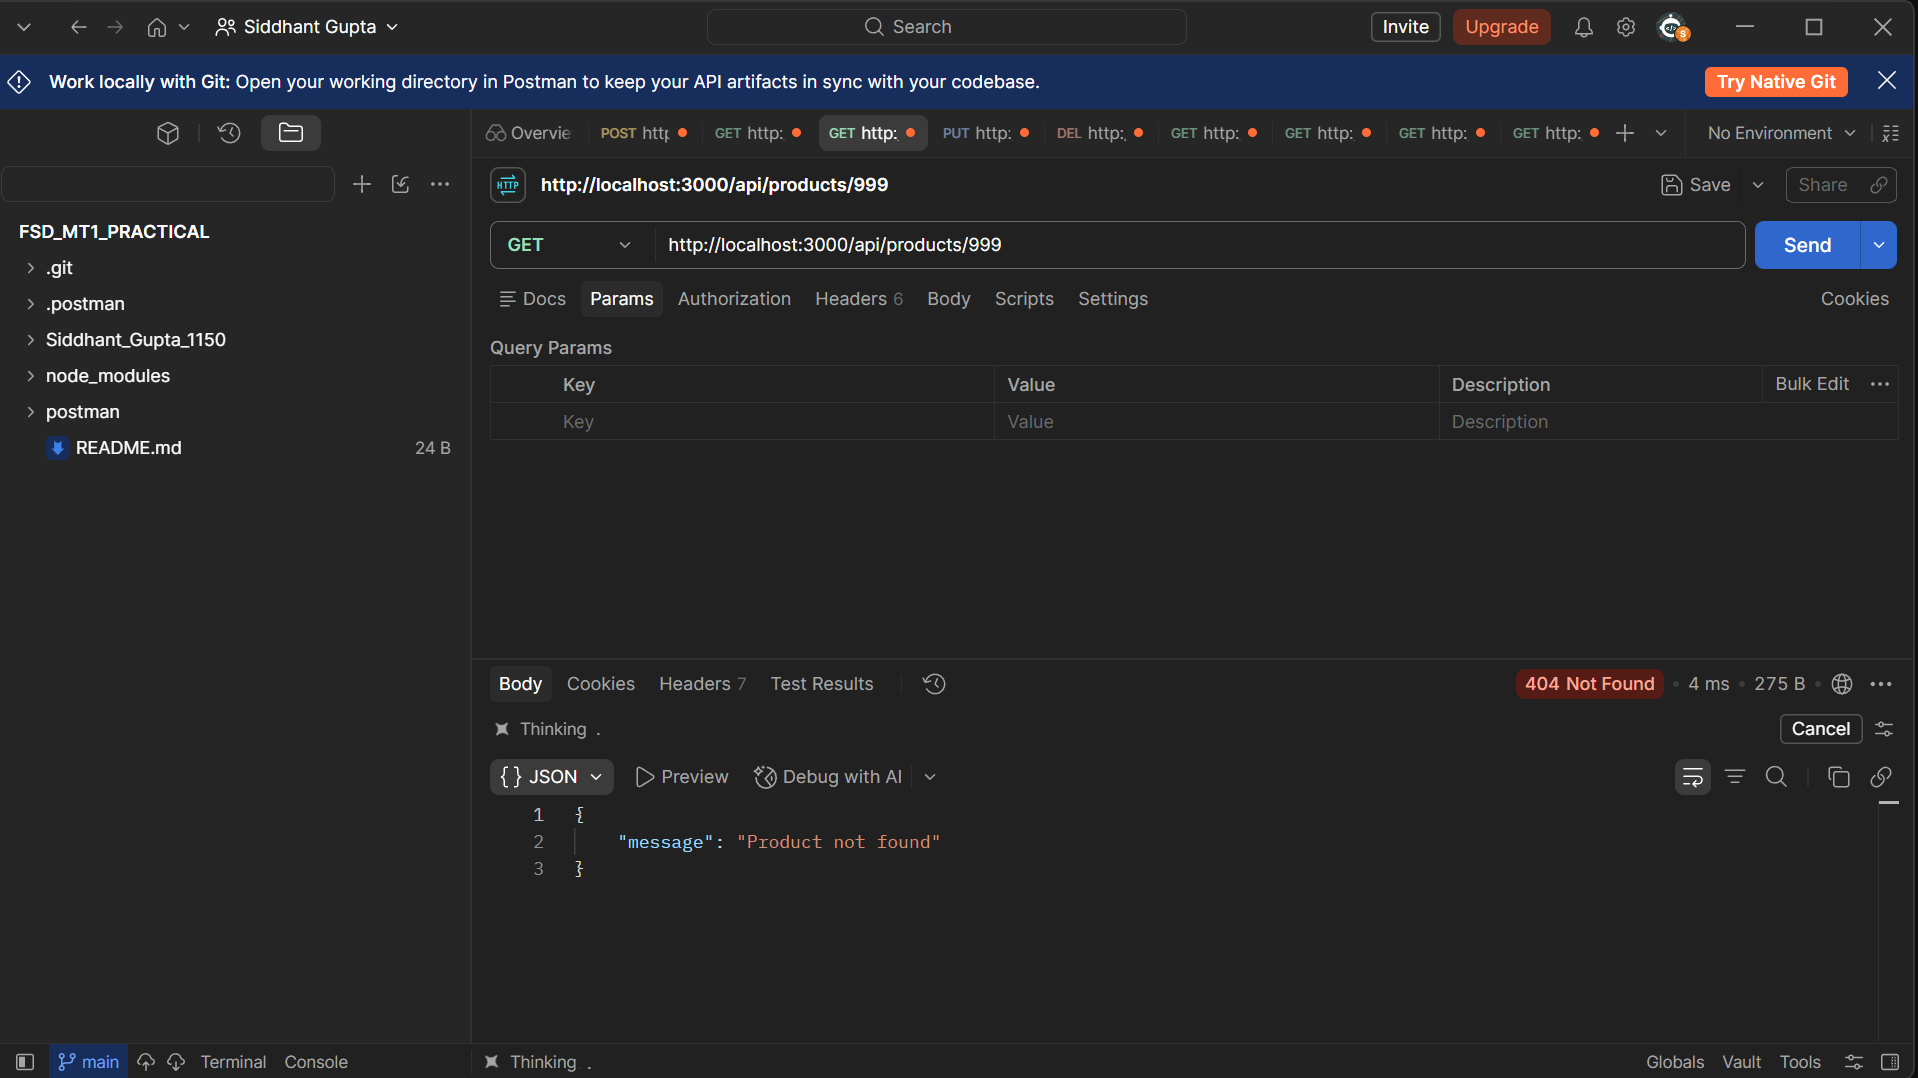 Siddhant Gupta
Search
Invite
Upgrade
Work locally with Git: Open your working directory in Postman to keep your API artifacts in sync with your codebase.
Try Native Git
Overvie
POST http
GET http:
GET http:
PUT http:
DEL http:
GET http:
GET http:
GET http:
GET http:
No Environment
HTTP
http://localhost:3000/api/products/999
Save
Share
FSD_MT1_PRACTICAL
.git
.postman
Siddhant_Gupta_1150
node_modules
postman
README.md 24 B
GET
http://localhost:3000/api/products/999
Send
Docs
Params
Authorization
Headers 6
Body
Scripts
Settings
Cookies
Query Params
Key Value Description Bulk Edit
Key Value Description
Body
Cookies
Headers 7
Test Results
404 Not Found • 4 ms • 275 B
Thinking .
Cancel
{} JSON
Preview
Debug with AI
1 {
2 "message": "Product not found"
3 }
main
Terminal
Console
Thinking .
Globals
Vault
Tools